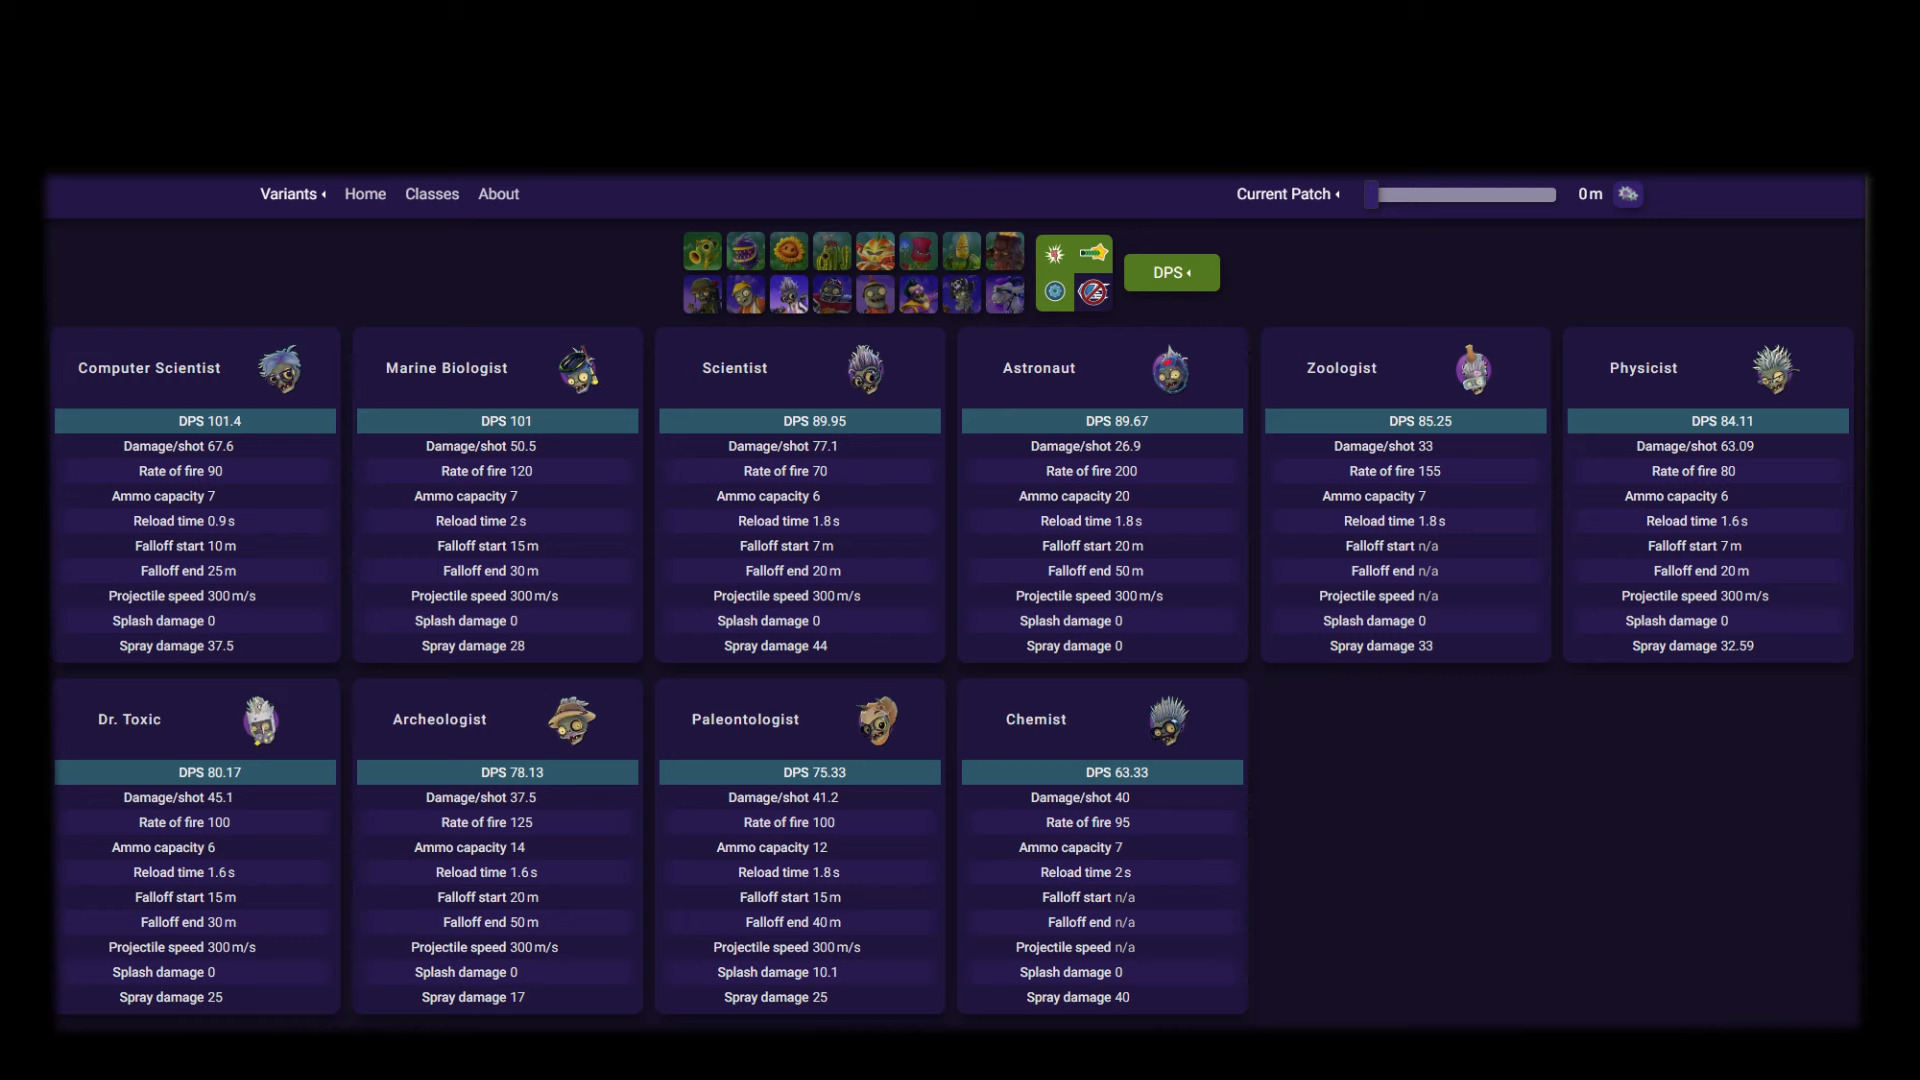 Variants Home Classes About Current Patch 0 m
DPS
Computer Scientist
DPS 101.4
Damage/shot 67.6
Rate of fire 90
Ammo capacity 7
Reload time 0.9 s
Falloff start 10 m
Falloff end 25 m
Projectile speed 300 m/s
Splash damage 0
Spray damage 37.5
Marine Biologist
DPS 101
Damage/shot 50.5
Rate of fire 120
Ammo capacity 7
Reload time 2 s
Falloff start 15 m
Falloff end 30 m
Projectile speed 300 m/s
Splash damage 0
Spray damage 28
Scientist
DPS 89.95
Damage/shot 77.1
Rate of fire 70
Ammo capacity 6
Reload time 1.8 s
Falloff start 7 m
Falloff end 20 m
Projectile speed 300 m/s
Splash damage 0
Spray damage 44
Astronaut
DPS 89.67
Damage/shot 26.9
Rate of fire 200
Ammo capacity 20
Reload time 1.8 s
Falloff start 20 m
Falloff end 50 m
Projectile speed 300 m/s
Splash damage 0
Spray damage 0
Zoologist
DPS 85.25
Damage/shot 33
Rate of fire 155
Ammo capacity 7
Reload time 1.8 s
Falloff start n/a
Falloff end n/a
Projectile speed n/a
Splash damage 0
Spray damage 33
Physicist
DPS 84.11
Damage/shot 63.09
Rate of fire 80
Ammo capacity 6
Reload time 1.6 s
Falloff start 7 m
Falloff end 20 m
Projectile speed 300 m/s
Splash damage 0
Spray damage 32.59
Dr. Toxic
DPS 80.17
Damage/shot 45.1
Rate of fire 100
Ammo capacity 6
Reload time 1.6 s
Falloff start 15 m
Falloff end 30 m
Projectile speed 300 m/s
Splash damage 0
Spray damage 25
Archeologist
DPS 78.13
Damage/shot 37.5
Rate of fire 125
Ammo capacity 14
Reload time 1.6 s
Falloff start 20 m
Falloff end 50 m
Projectile speed 300 m/s
Splash damage 0
Spray damage 17
Paleontologist
DPS 75.33
Damage/shot 41.2
Rate of fire 100
Ammo capacity 12
Reload time 1.8 s
Falloff start 15 m
Falloff end 40 m
Projectile speed 300 m/s
Splash damage 10.1
Spray damage 25
Chemist
DPS 63.33
Damage/shot 40
Rate of fire 95
Ammo capacity 7
Reload time 2 s
Falloff start n/a
Falloff end n/a
Projectile speed n/a
Splash damage 0
Spray damage 40